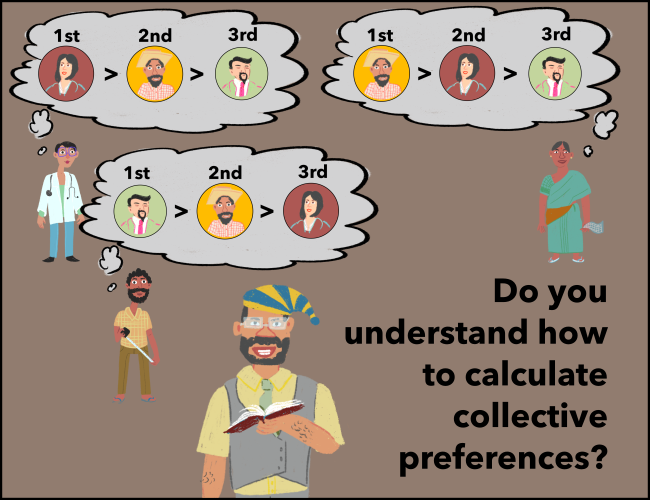 1st 2nd 3rd
> >
1st 2nd 3rd
> >
1st 2nd 3rd
> >
Do you
understand how
to calculate
collective
preferences?